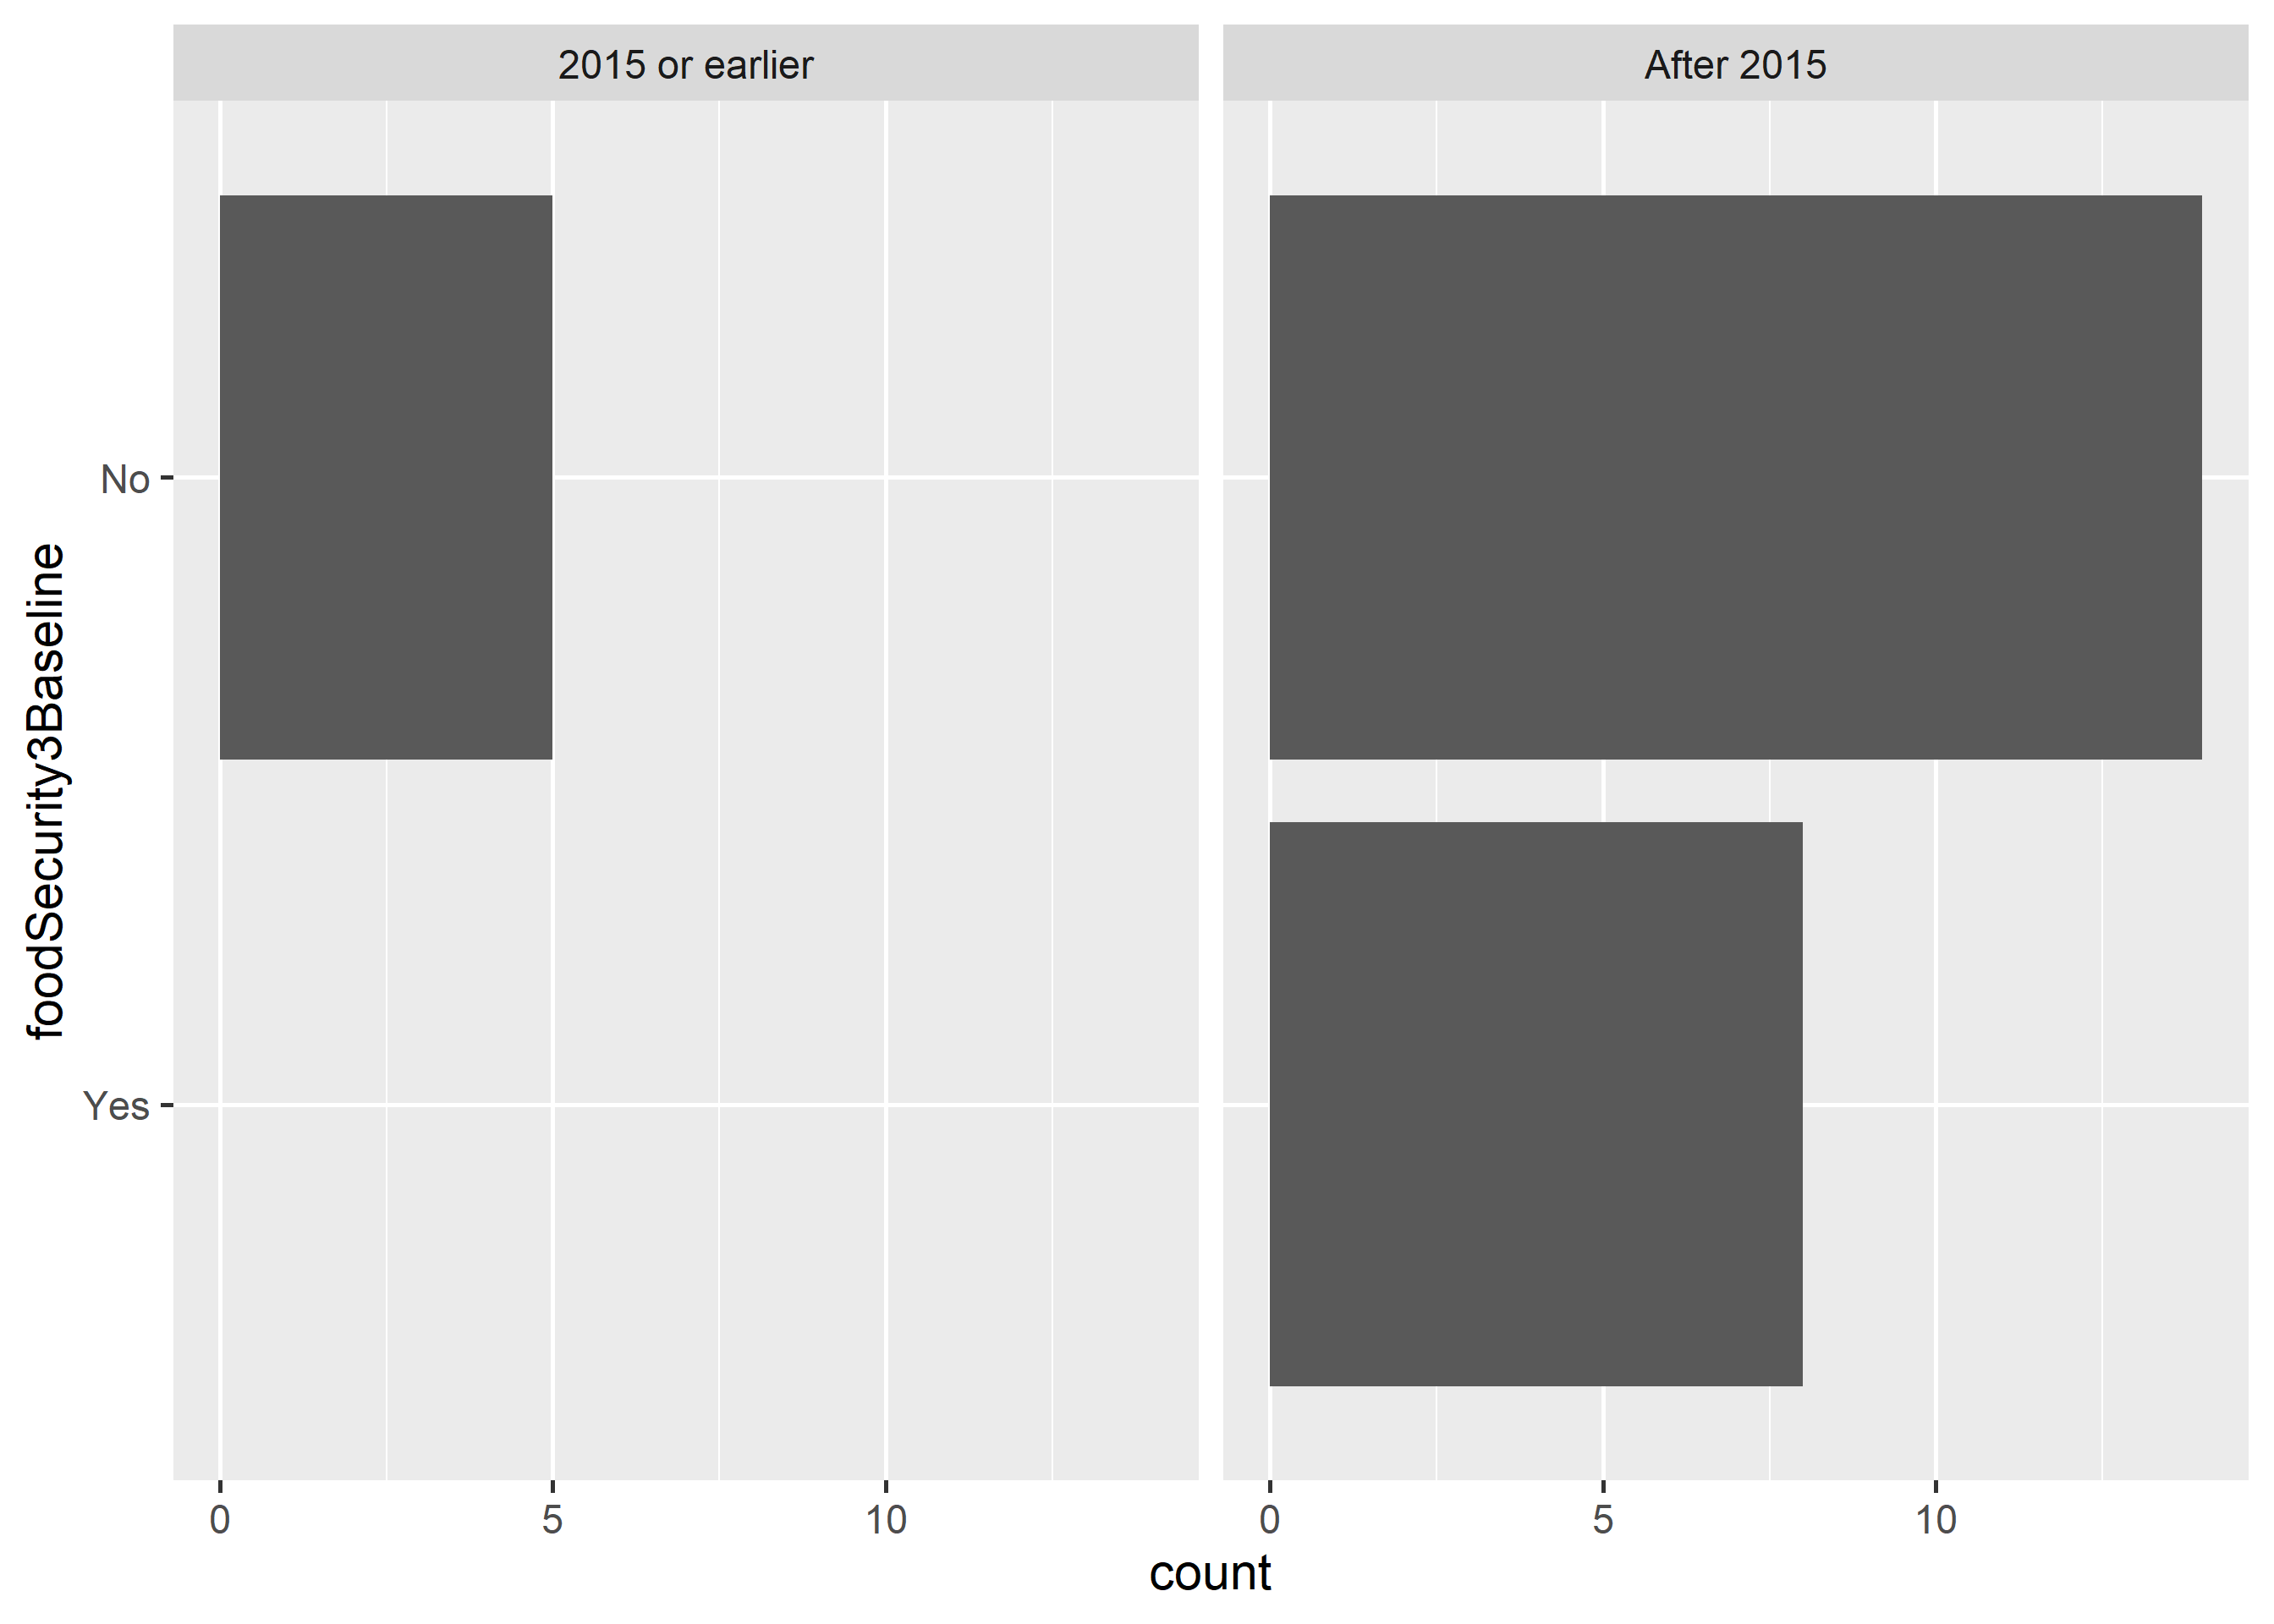 2015 or earlier
After 2015
foodSecurity3Baseline
No
Yes
0 5 10
0 5 10
count